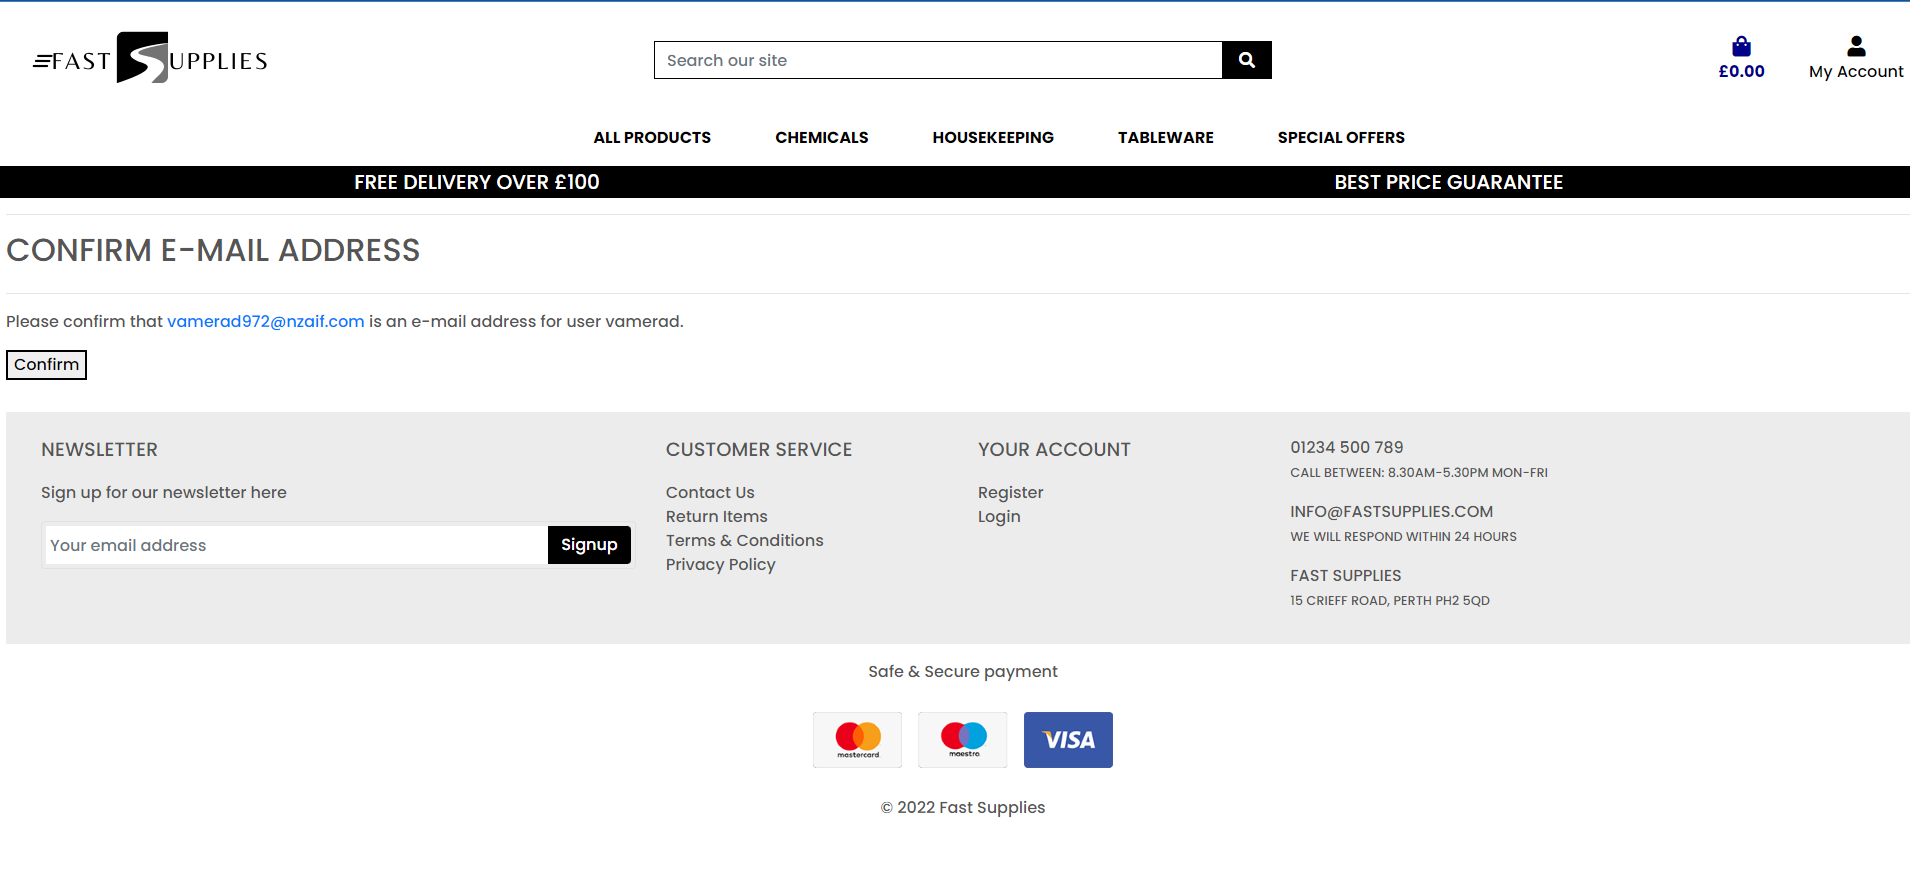 FAST SUPPLIES
Search our site
£0.00
My Account
ALL PRODUCTS
CHEMICALS
HOUSEKEEPING
TABLEWARE
SPECIAL OFFERS
FREE DELIVERY OVER £100
BEST PRICE GUARANTEE
CONFIRM E-MAIL ADDRESS
Please confirm that vamerad972@nzaif.com is an e-mail address for user vamerad.
Confirm
NEWSLETTER
Sign up for our newsletter here
Your email address
Signup
CUSTOMER SERVICE
Contact Us
Return Items
Terms & Conditions
Privacy Policy
YOUR ACCOUNT
Register
Login
01234 500 789
CALL BETWEEN: 8.30AM-5.30PM MON-FRI
INFO@FASTSUPPLIES.COM
WE WILL RESPOND WITHIN 24 HOURS
FAST SUPPLIES
15 CRIEFF ROAD, PERTH PH2 5QD
Safe & Secure payment
mastercard
maestro
VISA
© 2022 Fast Supplies